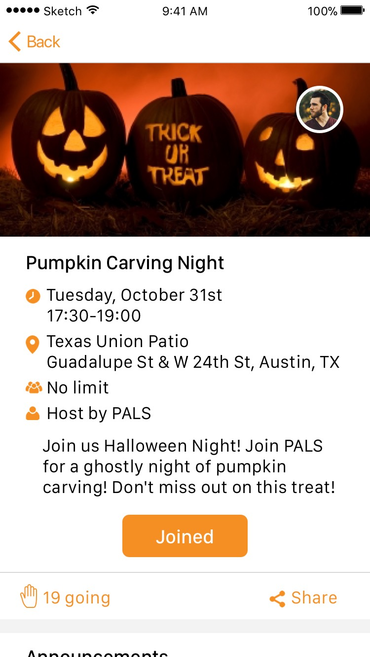 Sketch 9:41 AM 100%
Back
TRICK
OR
TREAT
Pumpkin Carving Night
Tuesday, October 31st
17:30-19:00
Texas Union Patio
Guadalupe St & W 24th St, Austin, TX
No limit
Host by PALS
Join us Halloween Night! Join PALS
for a ghostly night of pumpkin
carving! Don't miss out on this treat!
Joined
19 going Share
Announcements